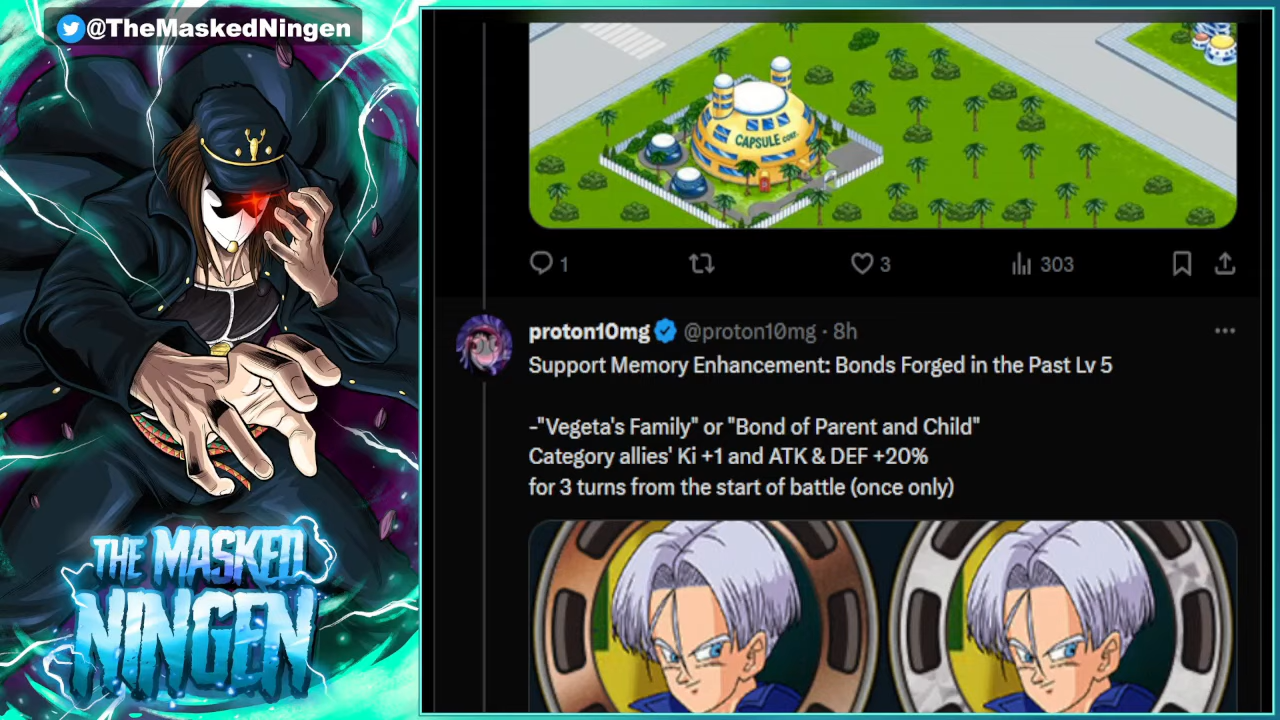 @TheMaskedNingen
THE MASKED
NINGEN
CAPSULE CORP.
1
3
303
proton10mg @proton10mg · 8h
Support Memory Enhancement: Bonds Forged in the Past Lv 5
-"Vegeta's Family" or "Bond of Parent and Child"
Category allies' Ki +1 and ATK & DEF +20%
for 3 turns from the start of battle (once only)